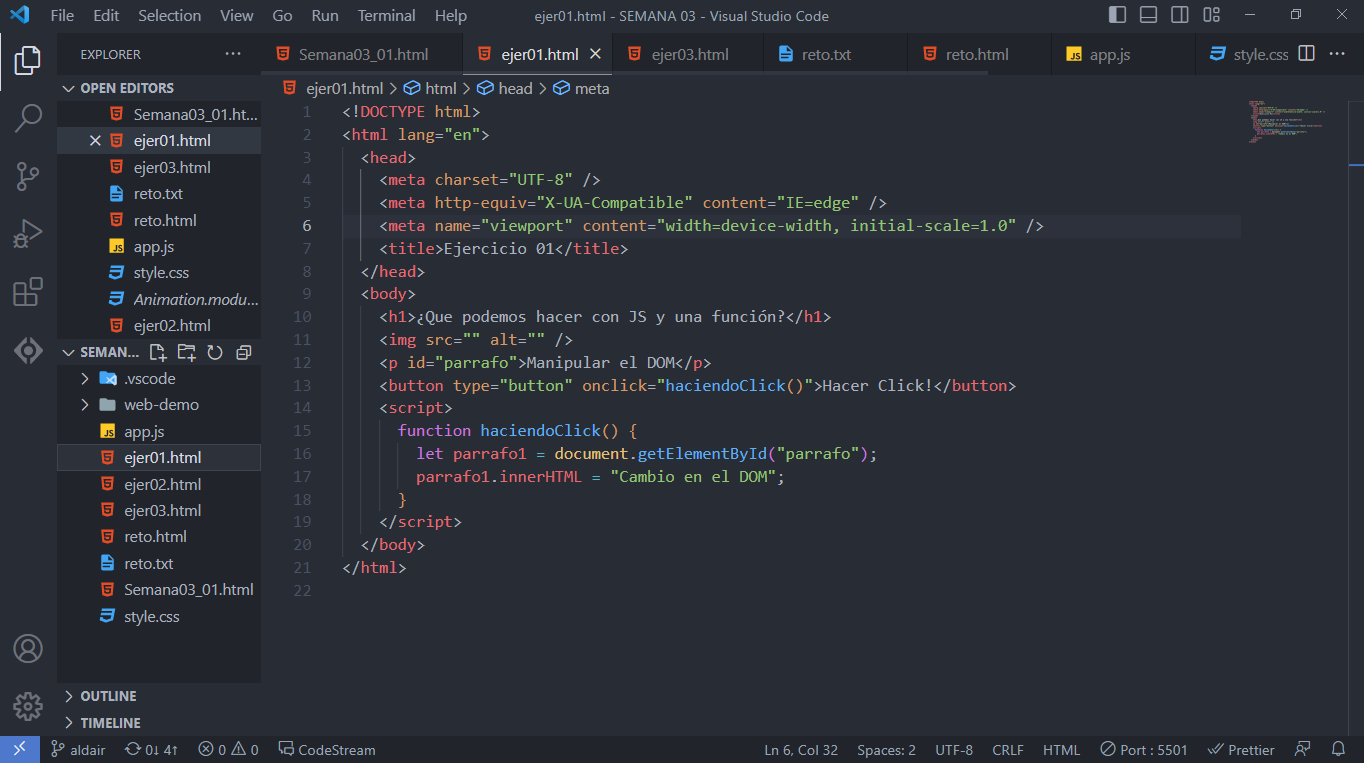 File Edit Selection View Go Run Terminal Help ejer01.html - SEMANA 03 - Visual Studio Code
EXPLORER ...
Semana03_01.html ejer01.html ejer03.html reto.txt reto.html app.js style.css ...
OPEN EDITORS
Semana03_01.ht...
ejer01.html
ejer03.html
reto.txt
reto.html
app.js
style.css
Animation.modu...
ejer02.html
SEMAN...
.vscode
web-demo
app.js
ejer01.html
ejer02.html
ejer03.html
reto.html
reto.txt
Semana03_01.html
style.css
OUTLINE
TIMELINE
ejer01.html > html > head > meta
1 <!DOCTYPE html>
2 <html lang="en">
3 <head>
4 <meta charset="UTF-8" />
5 <meta http-equiv="X-UA-Compatible" content="IE=edge" />
6 <meta name="viewport" content="width=device-width, initial-scale=1.0" />
7 <title>Ejercicio 01</title>
8 </head>
9 <body>
10 <h1>¿Que podemos hacer con JS y una función?</h1>
11 <img src="" alt="" />
12 <p id="parrafo">Manipular el DOM</p>
13 <button type="button" onclick="haciendoClick()">Hacer Click!</button>
14 <script>
15 function haciendoClick() {
16 let parrafo1 = document.getElementById("parrafo");
17 parrafo1.innerHTML = "Cambio en el DOM";
18 }
19 </script>
20 </body>
21 </html>
22
aldair 0↓ 4↑ 0 0 CodeStream Ln 6, Col 32 Spaces: 2 UTF-8 CRLF HTML Port : 5501 Prettier